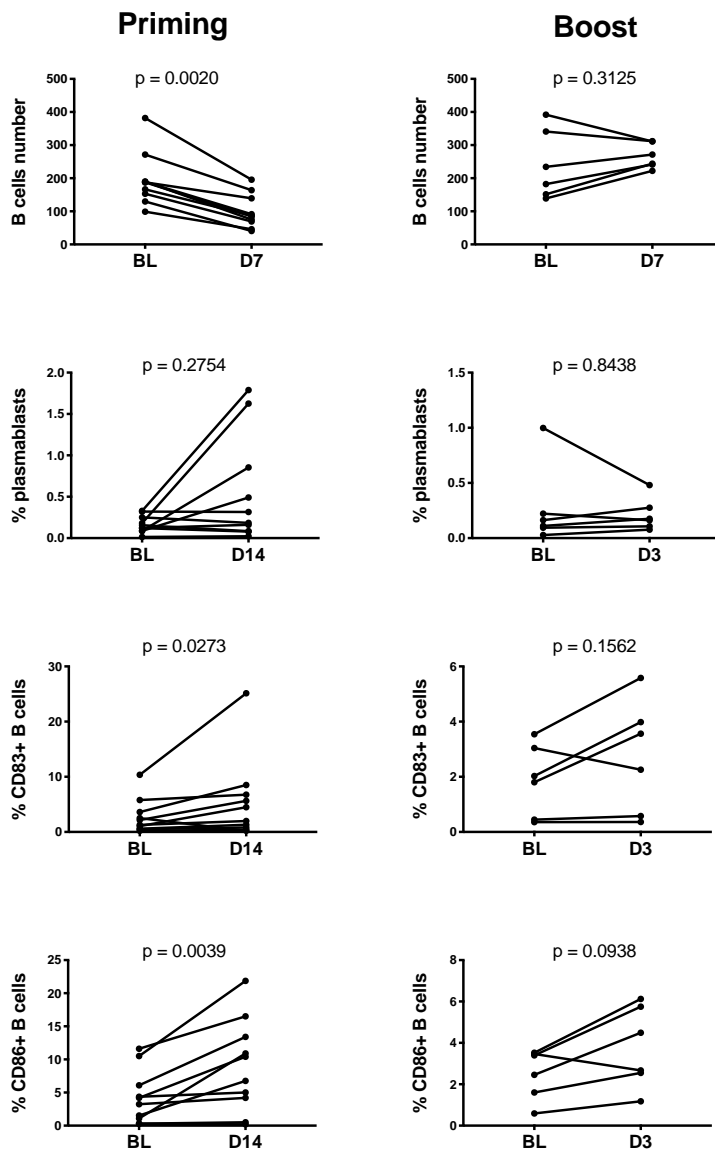 Priming
Boost
p = 0.0020
B cells number
500
400
300
200
100
0
BL D7
p = 0.3125
B cells number
500
400
300
200
100
0
BL D7
p = 0.2754
% plasmablasts
2.0
1.5
1.0
0.5
0.0
BL D14
p = 0.8438
% plasmablasts
1.5
1.0
0.5
0.0
BL D3
p = 0.0273
% CD83+ B cells
30
20
10
0
BL D14
p = 0.1562
% CD83+ B cells
6
4
2
0
BL D3
p = 0.0039
% CD86+ B cells
25
20
15
10
5
0
BL D14
p = 0.0938
% CD86+ B cells
8
6
4
2
0
BL D3